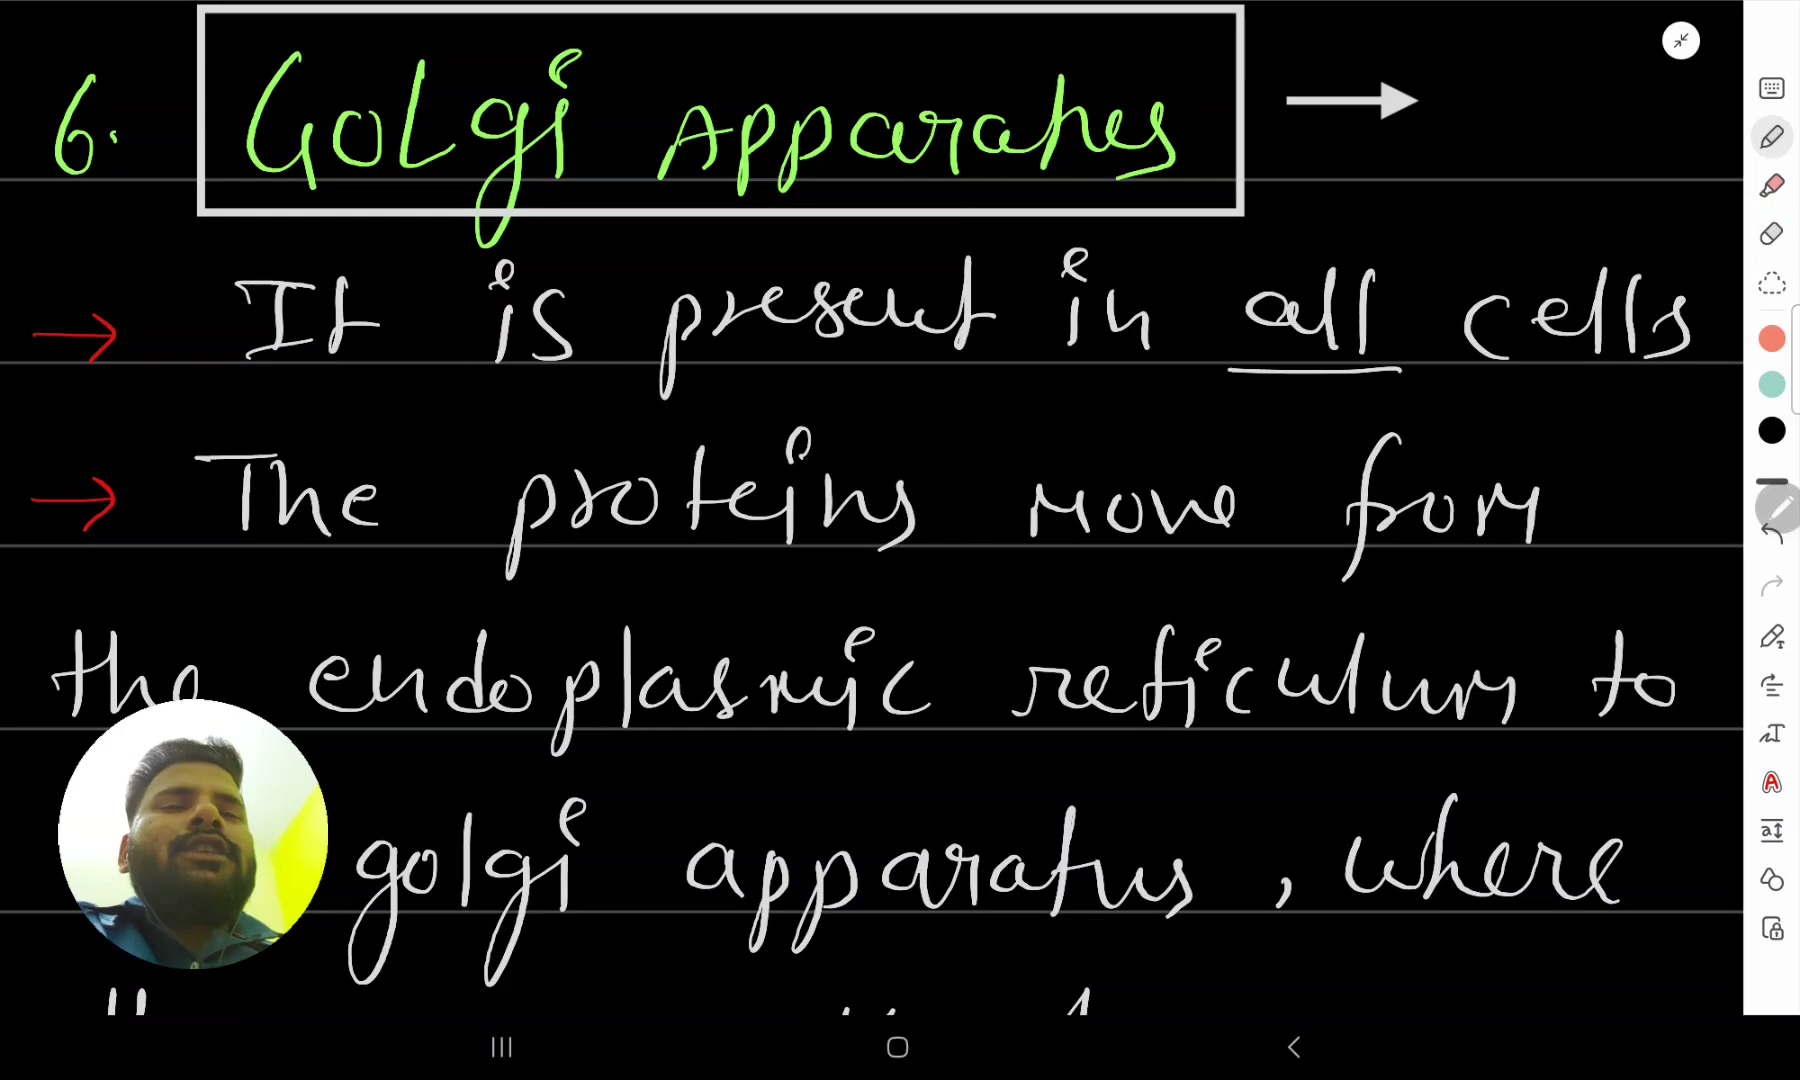 6. Golgi Apparatus →
→ It is present in all cells
→ The proteins move from
the endoplasmic reticulum to
golgi apparatus, where